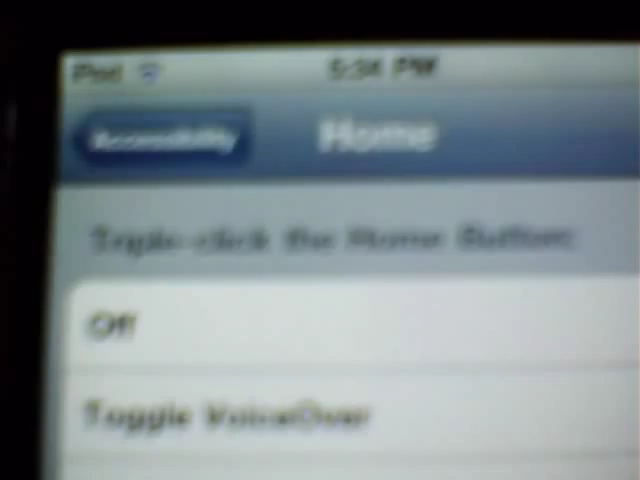 iPod 5:34 PM
Accessibility Home
Triple-click the Home Button:
Off
Toggle VoiceOver